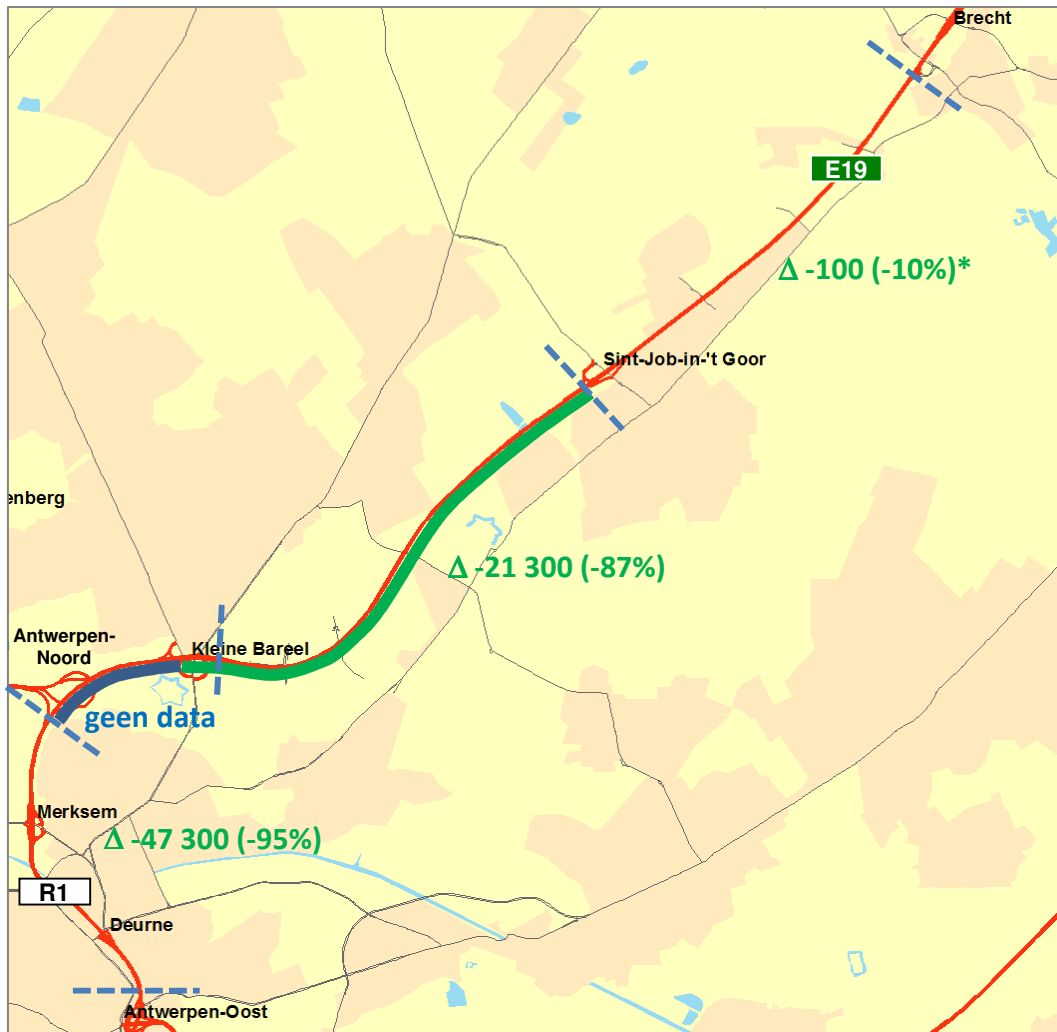 Brecht
E19
Δ -100 (-10%)*
Sint-Job-in-'t Goor
enberg
Δ -21 300 (-87%)
Antwerpen-
Noord
Kleine Bareel
geen data
Merksem
Δ -47 300 (-95%)
R1
Deurne
Antwerpen-Oost